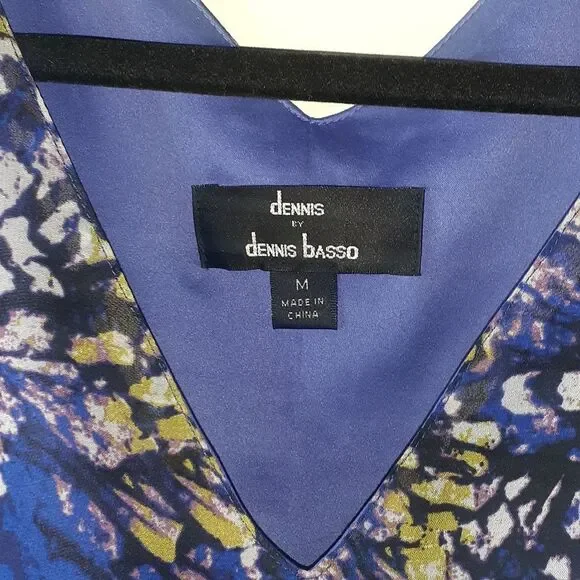 dENNIS
BY
dENNIS bASSO
M
MADE IN
CHINA